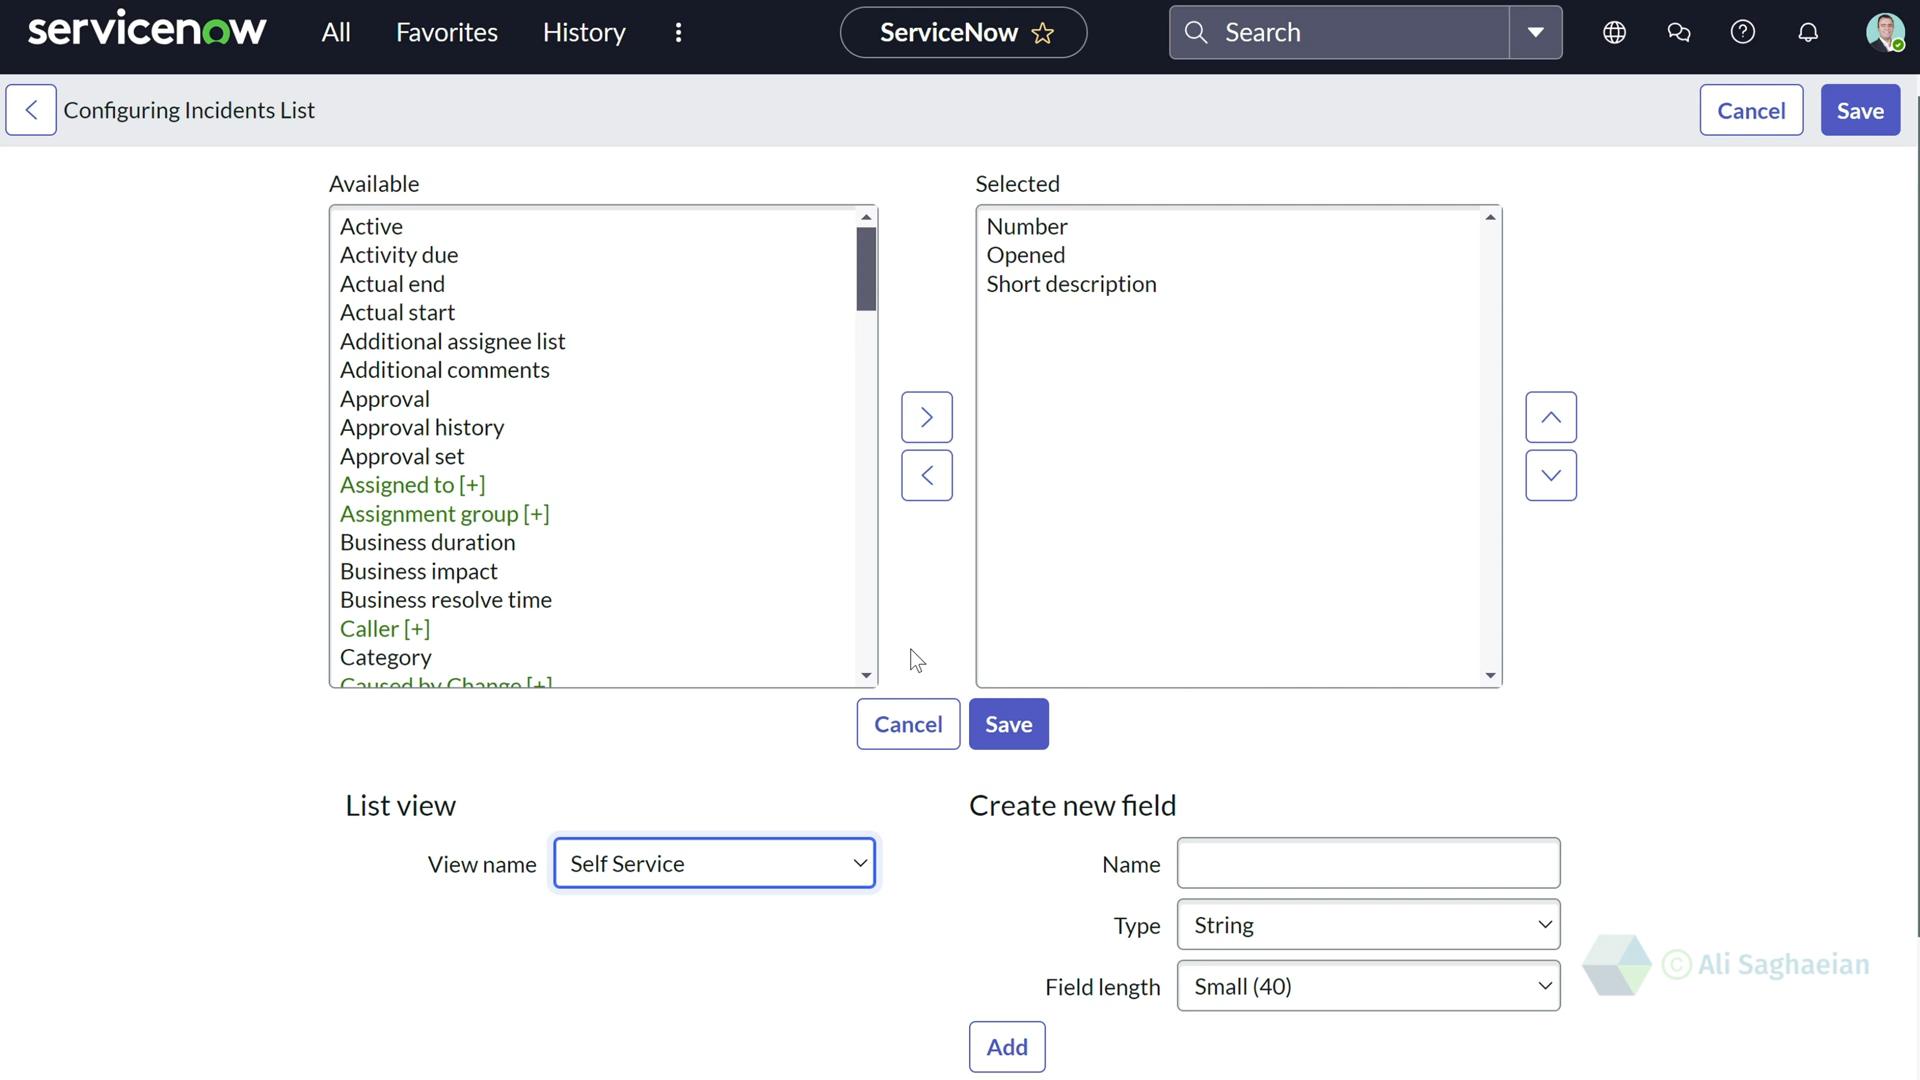 servicenow
All
Favorites
History
ServiceNow
Search
Configuring Incidents List
Cancel
Save
Available
Active
Activity due
Actual end
Actual start
Additional assignee list
Additional comments
Approval
Approval history
Approval set
Assigned to [+]
Assignment group [+]
Business duration
Business impact
Business resolve time
Caller [+]
Category
Caused by Change [+]
Selected
Number
Opened
Short description
Cancel
Save
List view
View name
Self Service
Create new field
Name
Type
String
Field length
Small (40)
Add
© Ali Saghaeian